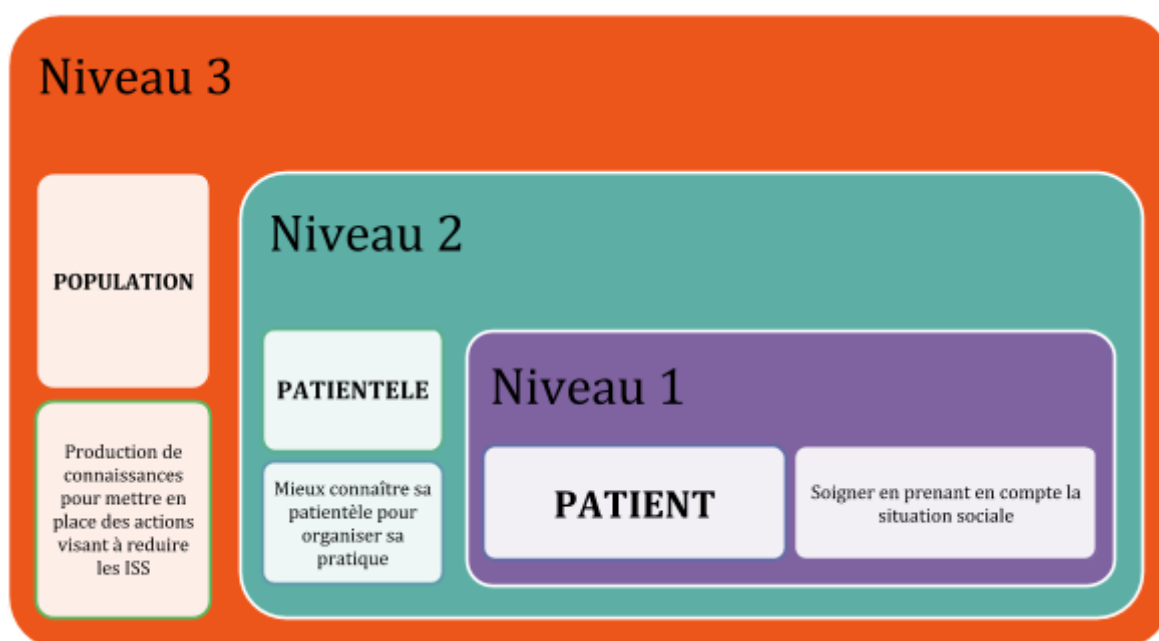 Niveau 3
POPULATION
Production de
connaissances
pour mettre en
place des actions
visant à reduire
les ISS
Niveau 2
PATIENTELE
Mieux connaître sa
patientèle pour
organiser sa
pratique
Niveau 1
PATIENT
Soigner en prenant en compte la
situation sociale